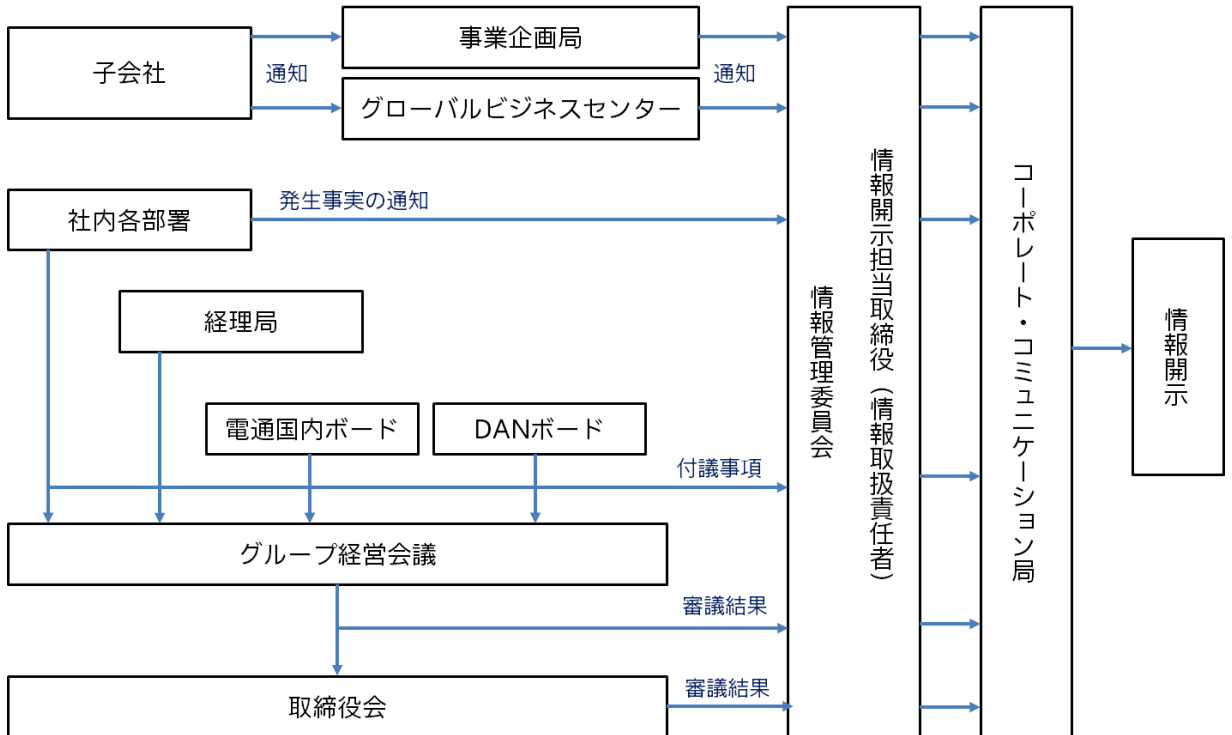 事業企画局
子会社
通知
通知
グローバルビジネスセンター
社内各部署
発生事実の通知
経理局
電通国内ボード
DANボード
付議事項
グループ経営会議
審議結果
取締役会
審議結果
情報開示担当取締役（情報取扱責任者）
情報管理委員会
コーポレート・コミュニケーション局
情報開示